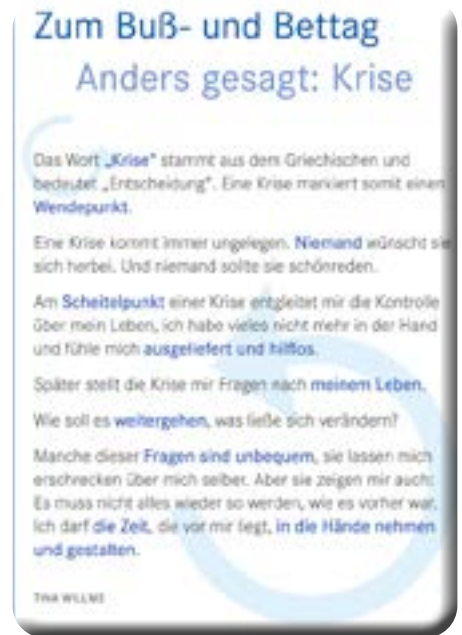 Zum Buß- und Bettag
Anders gesagt: Krise
Das Wort „Krise“ stammt aus dem Griechischen und
bedeutet „Entscheidung“. Eine Krise markiert somit einen
Wendepunkt.
Eine Krise kommt immer ungelegen. Niemand wünscht sie
sich herbei. Und niemand sollte sie schönreden.
Am Scheitelpunkt einer Krise entgleitet mir die Kontrolle
über mein Leben, ich habe vieles nicht mehr in der Hand
und fühle mich ausgeliefert und hilflos.
Später stellt die Krise mir Fragen nach meinem Leben.
Wie soll es weitergehen, was ließe sich verändern?
Manche dieser Fragen sind unbequem, sie lassen mich
erschrecken über mich selber. Aber sie zeigen mir auch:
Es muss nicht alles wieder so werden, wie es vorher war.
Ich darf die Zeit, die vor mir liegt, in die Hände nehmen
und gestalten.
TINA WILLMS